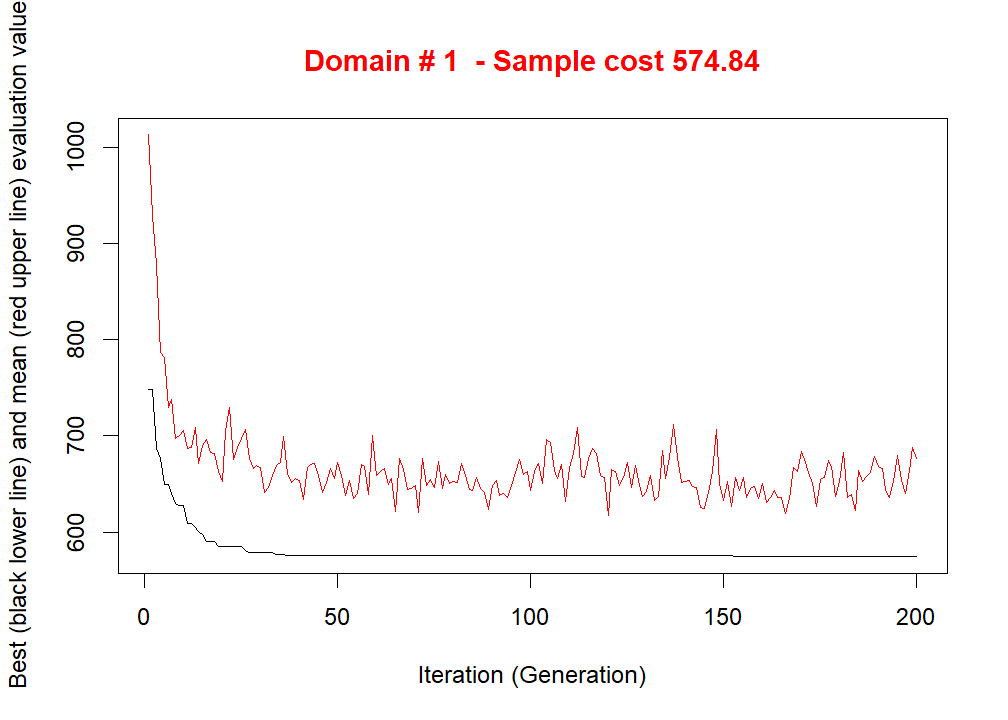 Domain # 1  - Sample cost 574.84
Best (black lower line) and mean (red upper line) evaluation value
1000
900
800
700
600
0 50 100 150 200
Iteration (Generation)